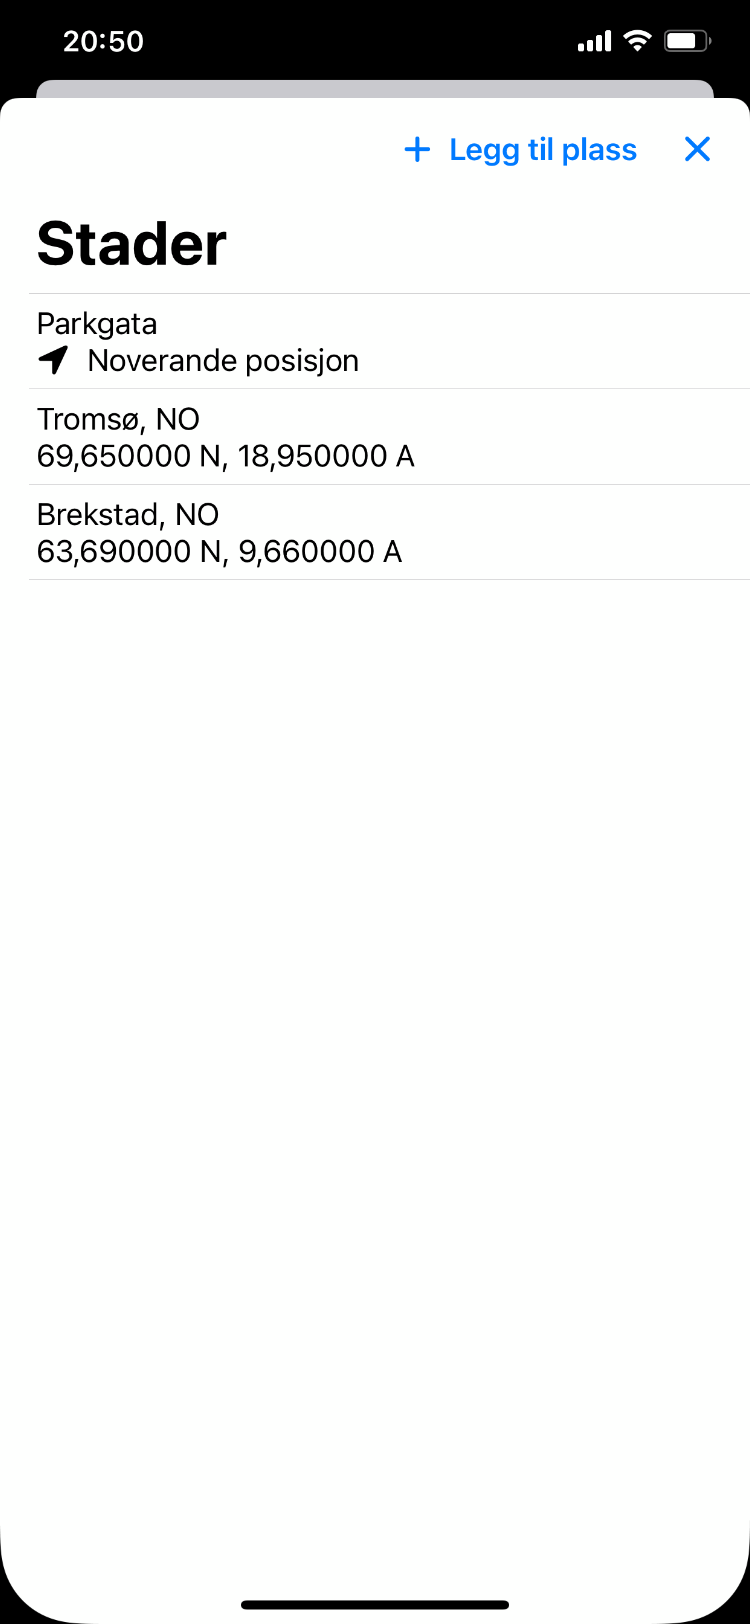 20:50
Legg til plass
Stader
Parkgata
Noverande posisjon
Tromsø, NO
69,650000 N, 18,950000 A
Brekstad, NO
63,690000 N, 9,660000 A